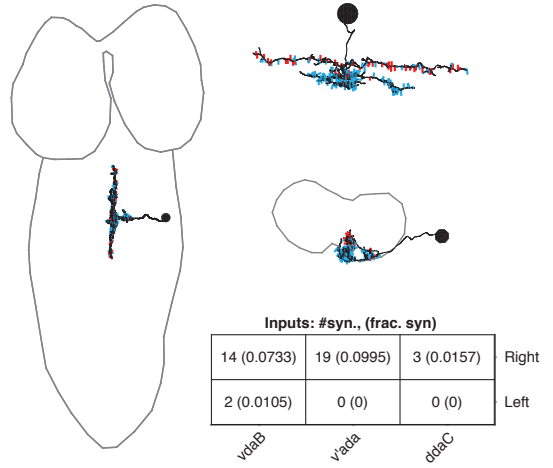 Inputs: #syn., (frac. syn)
14 (0.0733) 19 (0.0995) 3 (0.0157) Right
2 (0.0105) 0 (0) 0 (0) Left
vdaB v'ada ddaC